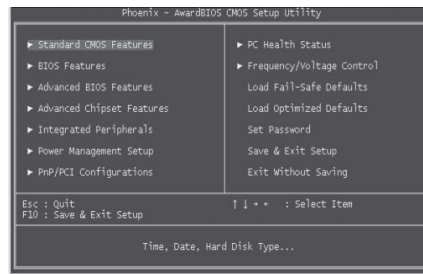 Phoenix - AwardBIOS CMOS Setup Utility
▶ Standard CMOS Features
▶ BIOS Features
▶ Advanced BIOS Features
▶ Advanced Chipset Features
▶ Integrated Peripherals
▶ Power Management Setup
▶ PnP/PCI Configurations
▶ PC Health Status
▶ Frequency/Voltage Control
Load Fail-Safe Defaults
Load Optimized Defaults
Set Password
Save & Exit Setup
Exit Without Saving
Esc : Quit
F10 : Save & Exit Setup
↑ ↓ → ← : Select Item
Time, Date, Hard Disk Type...